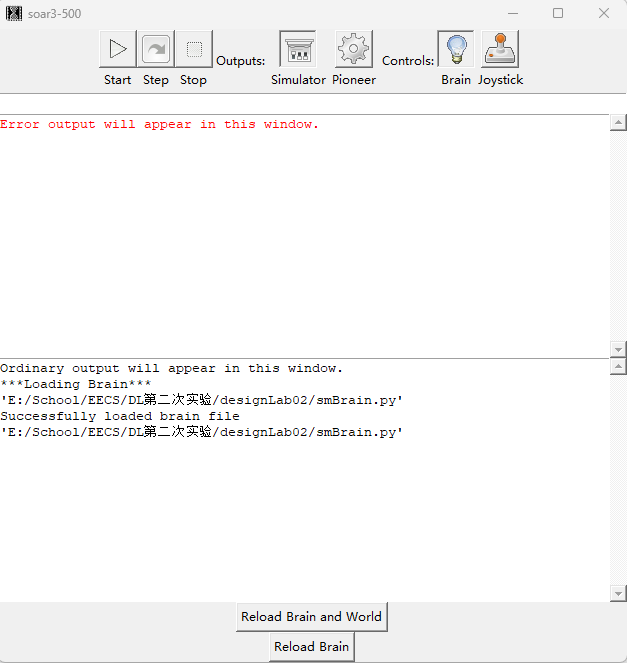 soar3-500
Outputs: Controls:
Start Step Stop Simulator Pioneer Brain Joystick
Error output will appear in this window.
Ordinary output will appear in this window.
***Loading Brain***
'E:/School/EECS/DL第二次实验/designLab02/smBrain.py'
Successfully loaded brain file
'E:/School/EECS/DL第二次实验/designLab02/smBrain.py'
Reload Brain and World
Reload Brain